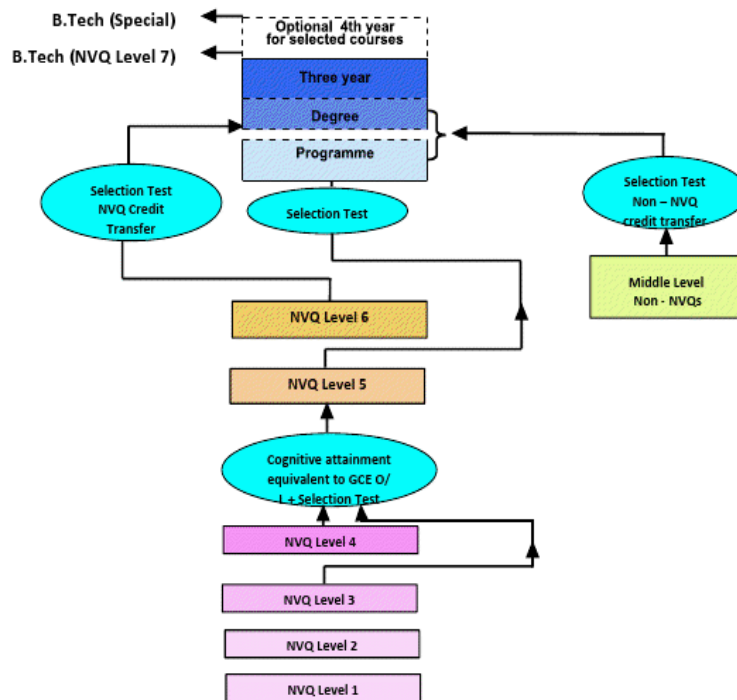 B.Tech (Special)
Optional 4th year
for selected courses
B.Tech (NVQ Level 7)
Three year
Degree
Programme
Selection Test
NVQ Credit
Transfer
Selection Test
Selection Test
Non – NVQ
credit transfer
Middle Level
Non - NVQs
NVQ Level 6
NVQ Level 5
Cognitive attainment
equivalent to GCE O/
L + Selection Test
NVQ Level 4
NVQ Level 3
NVQ Level 2
NVQ Level 1